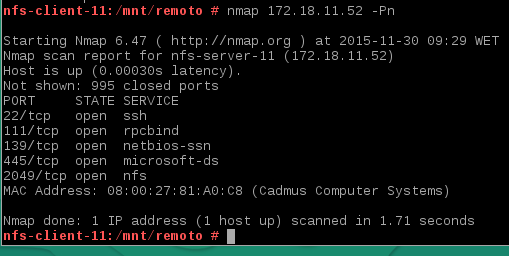 nfs-client-11:/mnt/remoto # nmap 172.18.11.52 -Pn
Starting Nmap 6.47 ( http://nmap.org ) at 2015-11-30 09:29 WET
Nmap scan report for nfs-server-11 (172.18.11.52)
Host is up (0.00030s latency).
Not shown: 995 closed ports
PORT     STATE SERVICE
22/tcp   open  ssh
111/tcp  open  rpcbind
139/tcp  open  netbios-ssn
445/tcp  open  microsoft-ds
2049/tcp open  nfs
MAC Address: 08:00:27:81:A0:C8 (Cadmus Computer Systems)
Nmap done: 1 IP address (1 host up) scanned in 1.71 seconds
nfs-client-11:/mnt/remoto #